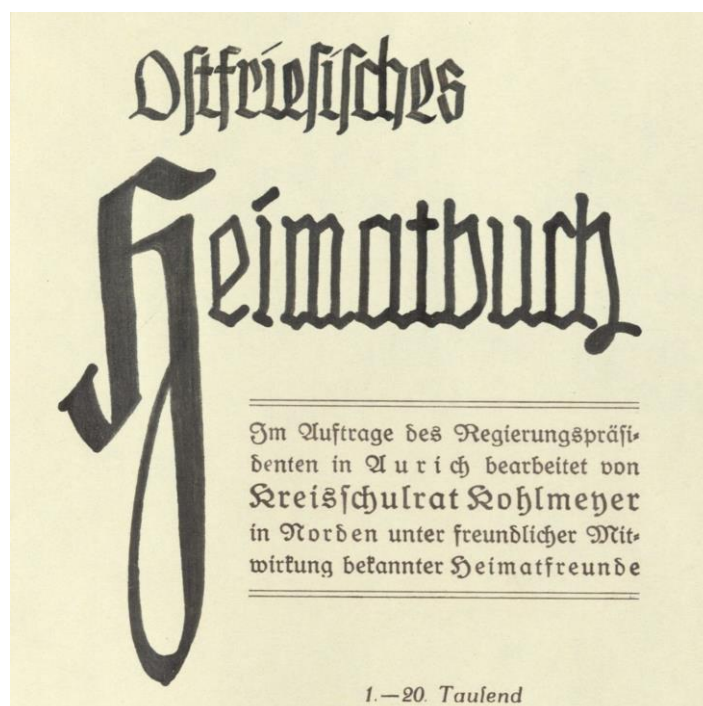 Ostfriesisches
Heimatbuch
Im Auftrage des Regierungspräsi-
denten in Aurich bearbeitet von
Kreisschulrat Kohlmeyer
in Norden unter freundlicher Mit-
wirkung bekannter Heimatfreunde
1.—20. Tausend